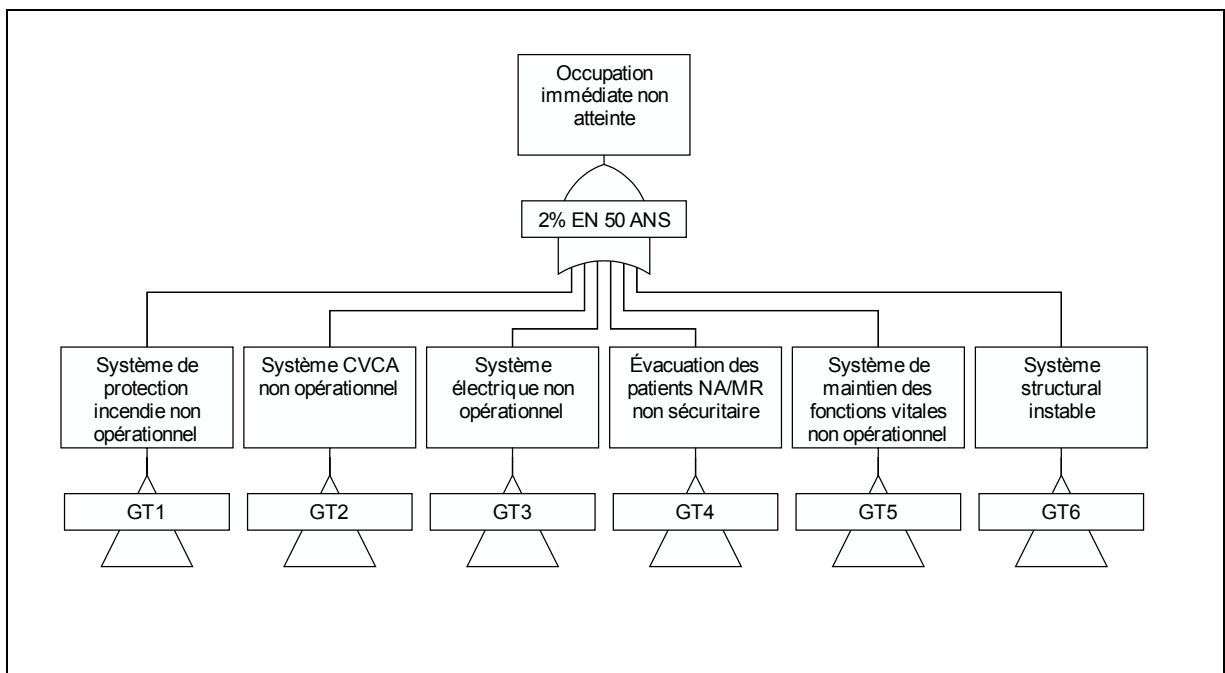 Occupation
immédiate non
atteinte
2% EN 50 ANS
Système de
protection
incendie non
opérationnel
Système CVCA
non opérationnel
Système
électrique non
opérationnel
Évacuation des
patients NA/MR
non sécuritaire
Système de
maintien des
fonctions vitales
non opérationnel
Système
structural
instable
GT1
GT2
GT3
GT4
GT5
GT6